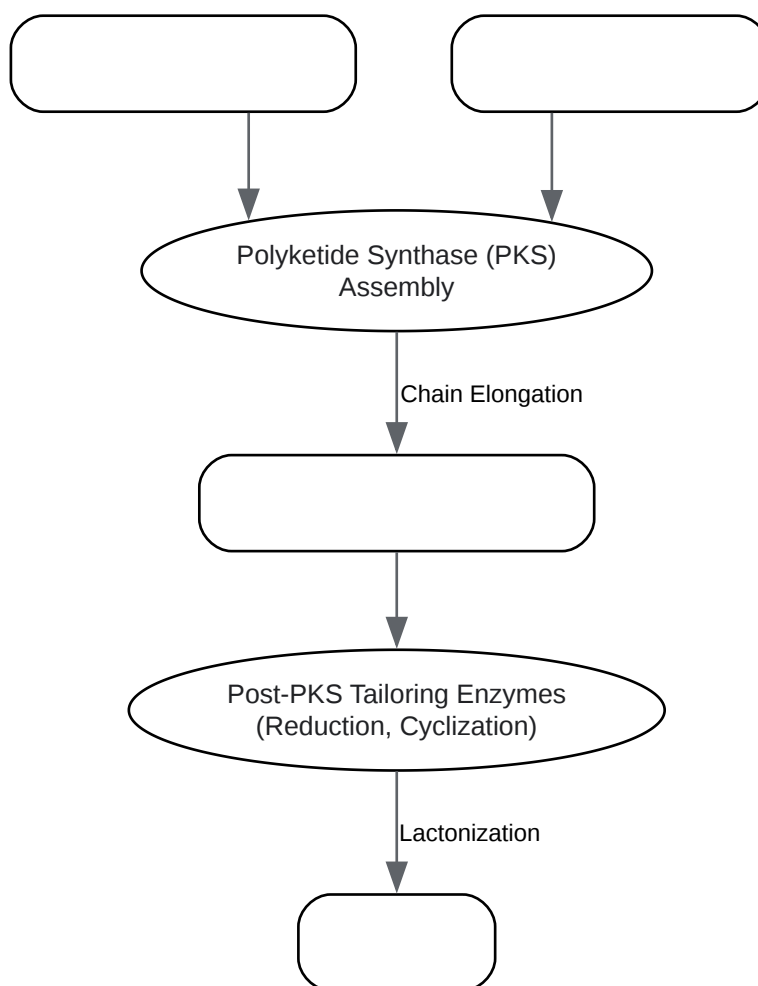 Polyketide Synthase (PKS)
Assembly
Chain Elongation
Post-PKS Tailoring Enzymes
(Reduction, Cyclization)
Lactonization